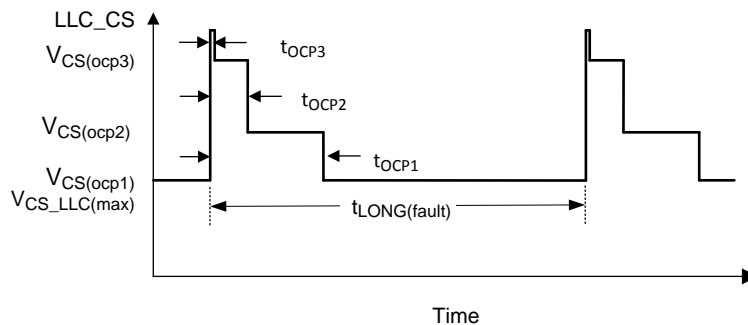 LLC_CS
VCS(ocp3)
tOCP3
tOCP2
VCS(ocp2)
tOCP1
VCS(ocp1)
VCS_LLC(max)
tLONG(fault)
Time